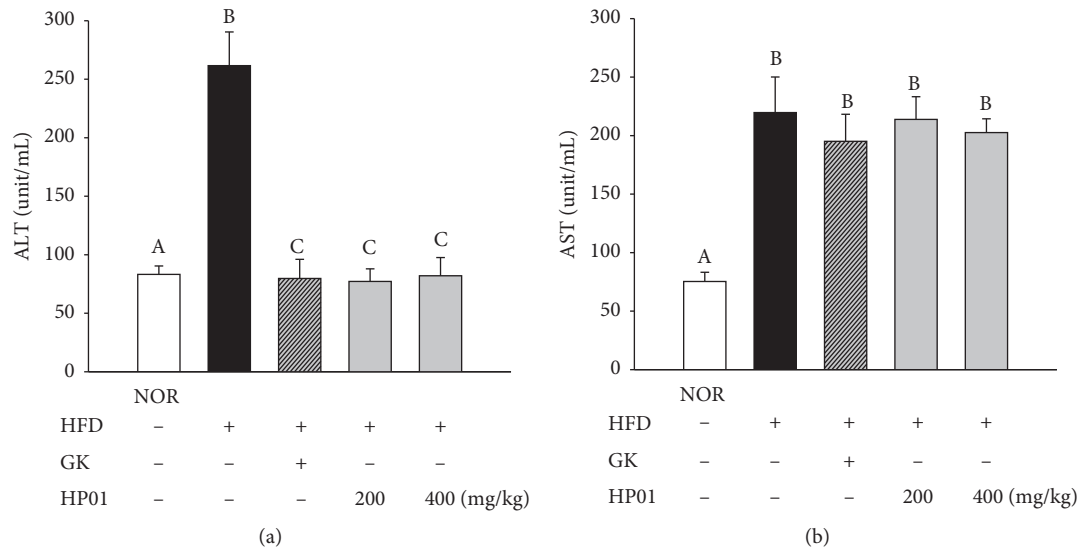 300
250
200
150
100
50
0
ALT (unit/mL)
A
B
C
C
C
NOR
HFD – + + + +
GK – – + – –
HP01 – – – 200 400 (mg/kg)
(a)
300
250
200
150
100
50
0
AST (unit/mL)
A
B
B
B
B
NOR
HFD – + + + +
GK – – + – –
HP01 – – – 200 400 (mg/kg)
(b)